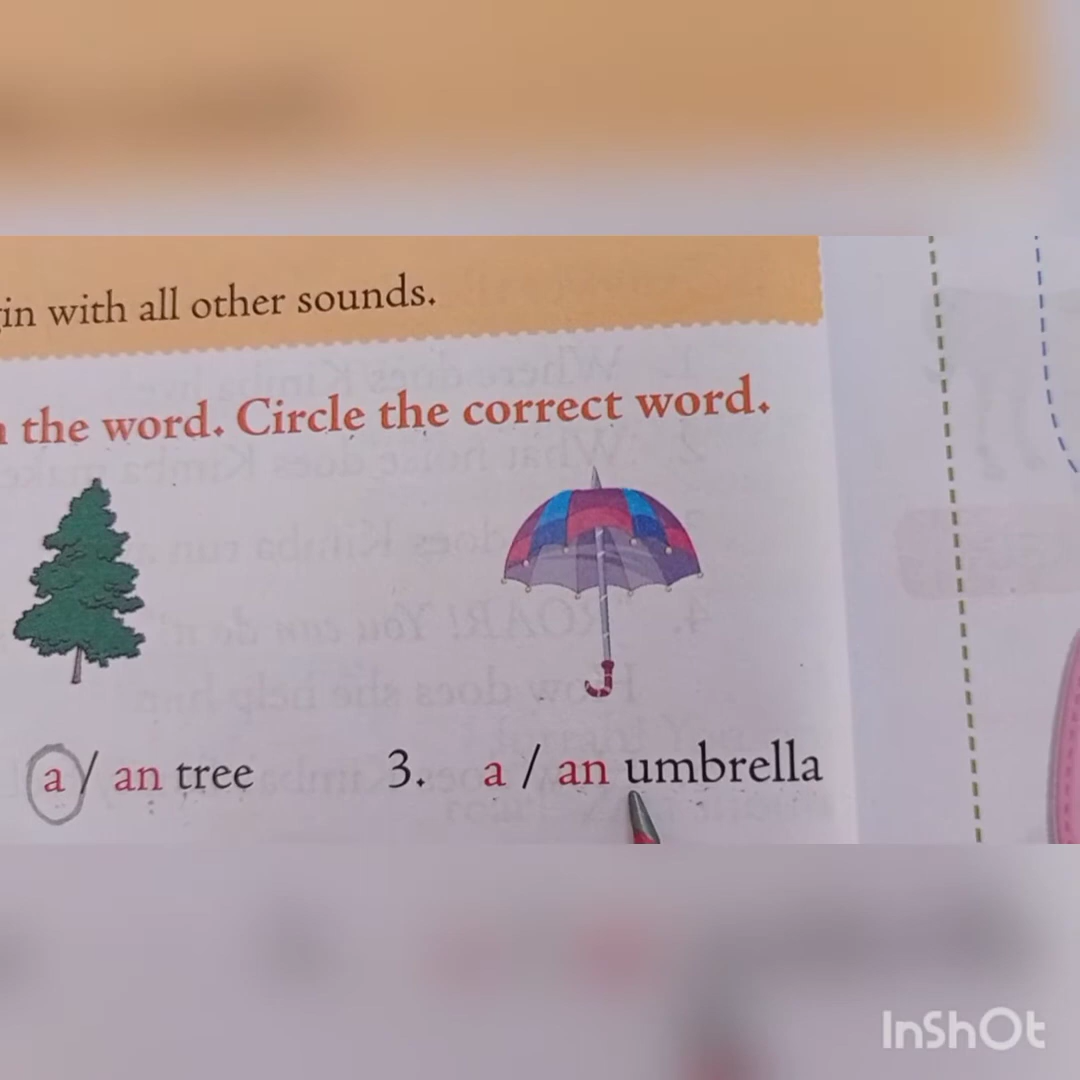 in with all other sounds.
the word. Circle the correct word.
a / an tree
3. a / an umbrella
InShOt